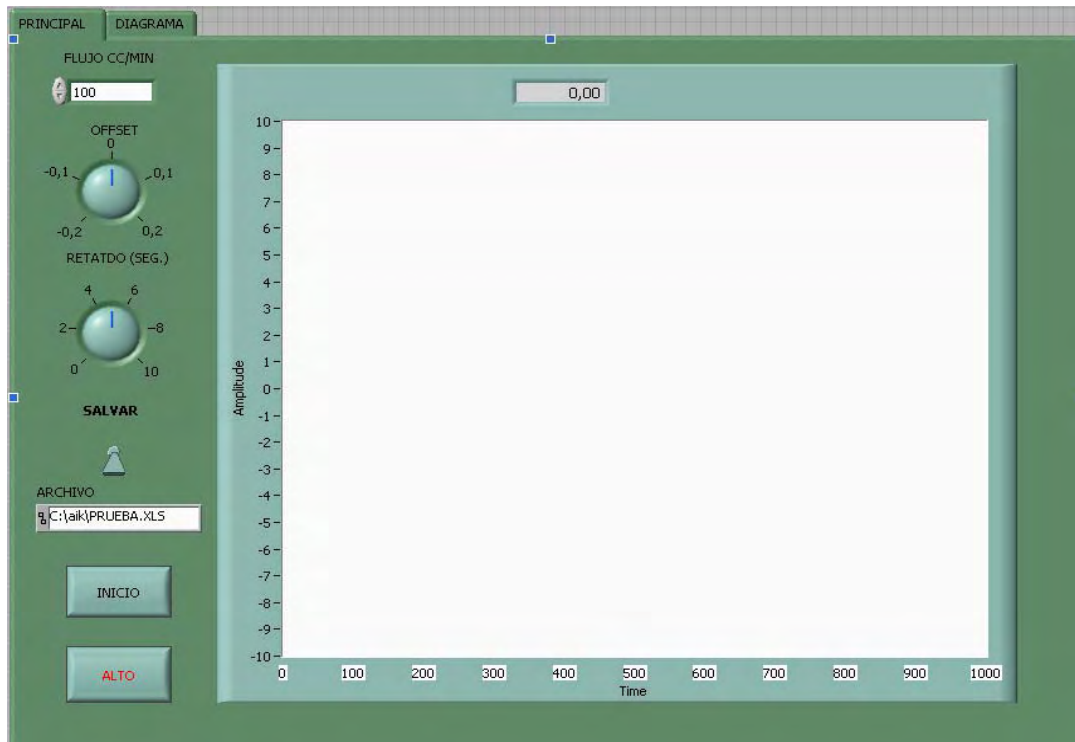 PRINCIPAL DIAGRAMA
FLUJO CC/MIN
100
OFFSET
0
-0,1 0,1
-0,2 0,2
RETATDO (SEG.)
4 6
2 8
0 10
SALVAR
ARCHIVO
C:\aik\PRUEBA.XLS
INICIO
ALTO
0,00
10
9
8
7
6
5
4
3
2
1
0
-1
-2
-3
-4
-5
-6
-7
-8
-9
-10
Amplitude
0 100 200 300 400 500 600 700 800 900 1000
Time